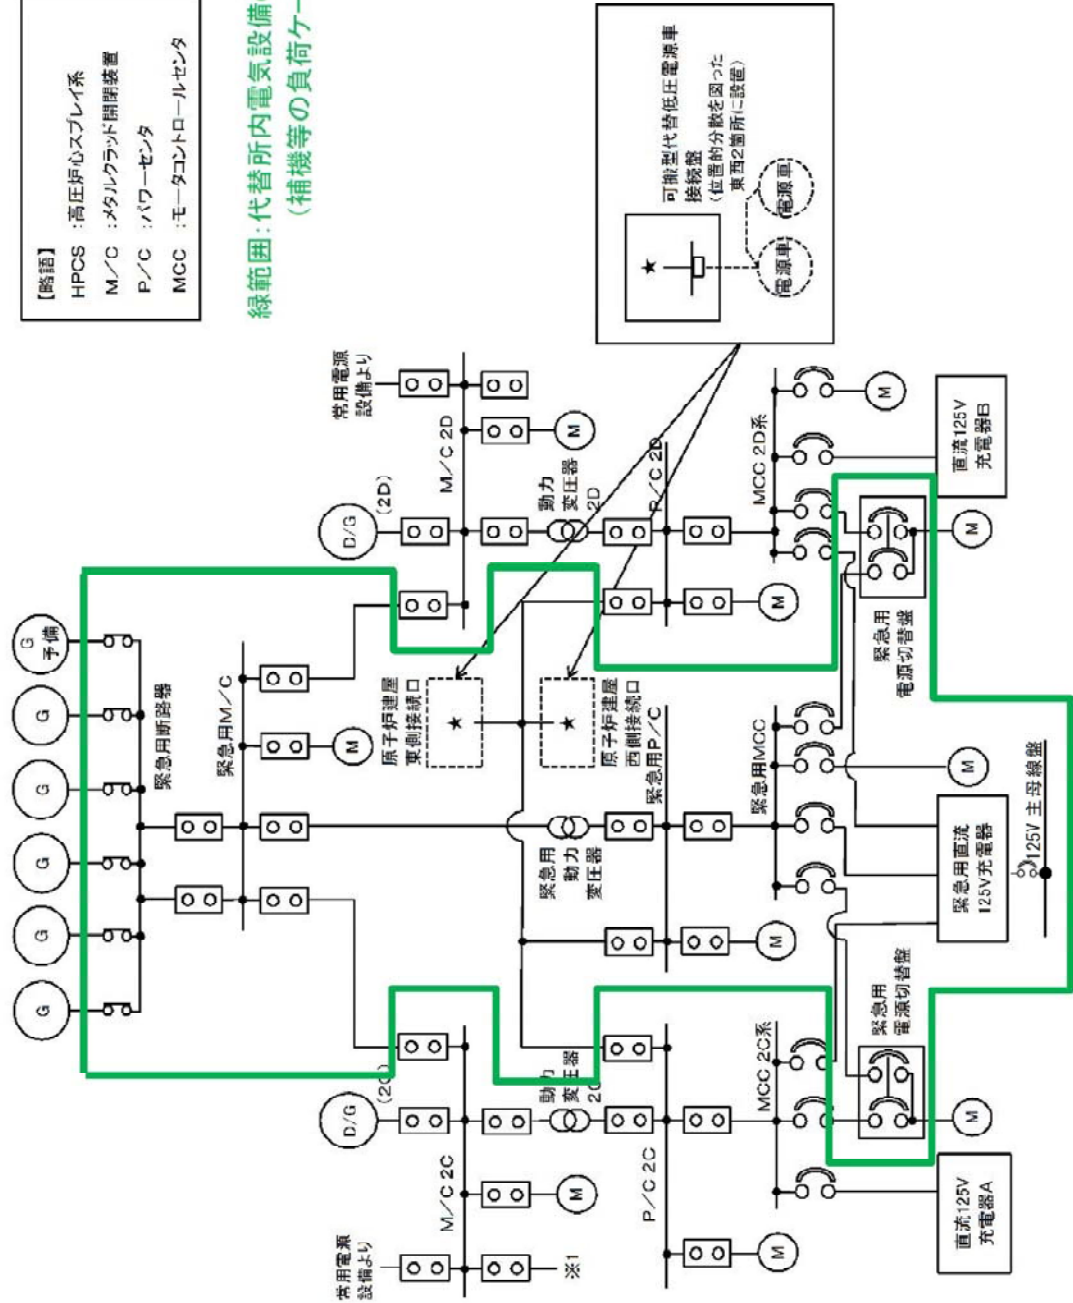 【略語】
HPCS :高圧炉心スプレイ系
M/C :メタルクラッド開閉装置
P/C :パワーセンタ
MCC :モータコントロールセンタ
緑範囲:代替所内電気設備
(補機等の負荷ケー
可搬型代替低圧電源車
接続盤
(位置的分散を図った
東西2箇所に設置)
★
電源車
電源車
G
G
G
G
G
G
予備
緊急用断路器
緊急用M/C
M
D/G
(2C)
D/G
(2D)
常用電源
設備より
常用電源
設備より
M/C 2C
M/C 2D
M
M
※1
原子炉建屋
東側接続口
★
原子炉建屋
西側接続口
★
動力
変圧器
2C
緊急用
動力
変圧器
動力
変圧器
2D
P/C 2C
緊急用P/C
P/C 2D
M
M
M
MCC 2C系
緊急用MCC
MCC 2D系
M
M
緊急用
電源切替盤
緊急用
電源切替盤
M
M
直流125V
充電器A
緊急用直流
125V充電器
直流125V
充電器B
125V 主母線盤